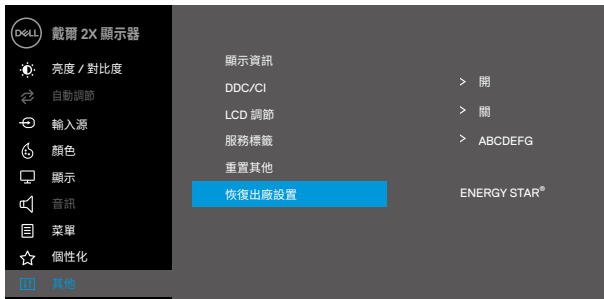 DELL
戴爾 2X 顯示器
亮度 / 對比度
自動調節
輸入源
顏色
顯示
音訊
菜單
個性化
其他
顯示資訊
DDC/CI > 開
LCD 調節 > 關
服務標籤 > ABCDEFG
重置其他
恢復出廠設置 ENERGY STAR®